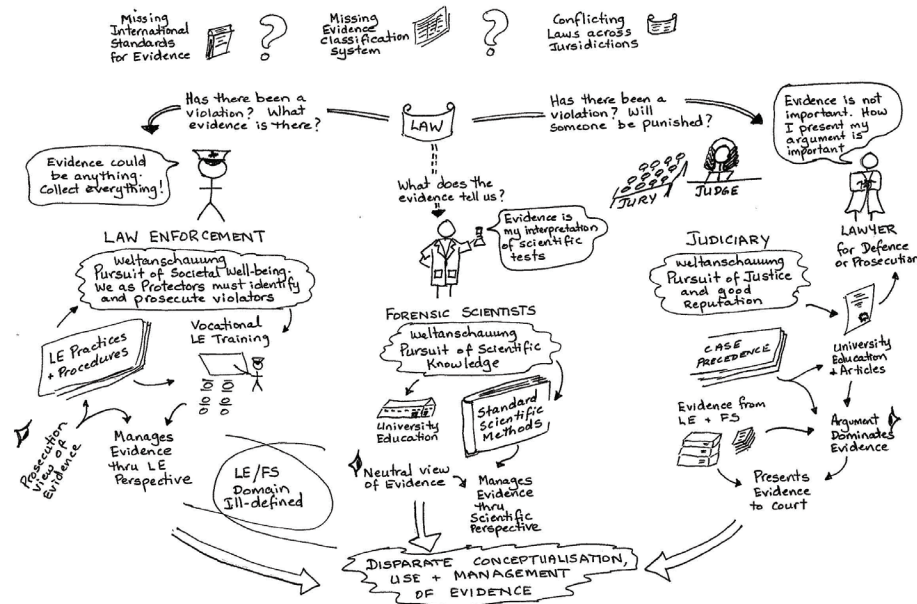 Missing
International
Standards
for Evidence
?
Missing
Evidence
Classification
system
?
Conflicting
Laws across
Jursidictions
Has there been a
violation? What
evidence is there?
LAW
Has there been a
violation? Will
someone be punished?
Evidence is not
important. How
I present my
argument is
important
Evidence could
be anything.
Collect everything!
What does the
evidence tell us?
Evidence is
my interpretation
of scientific
tests
JURY
JUDGE
LAWYER
for Defence
or Prosecution
LAW ENFORCEMENT
Weltanschauung
Pursuit of Societal Well-being.
We as Protectors must identify
and prosecute violators
LE Practices
+ Procedures
Vocational
LE Training
Prosecution
View of
Evidence
Manages
Evidence
thru LE
Perspective
LE/FS
Domain
Ill-defined
FORENSIC SCIENTISTS
Weltanschauung
Pursuit of Scientific
Knowledge
University
Education
Standard
Scientific
Methods
Neutral view
of Evidence
Manages
Evidence
thru
Scientific
Perspective
JUDICIARY
Weltanschauung
Pursuit of Justice
and good
Reputation
CASE
PRECEDENCE
University
Education
+ Articles
Evidence from
LE + FS
Argument
Dominates
Evidence
Presents
Evidence
to Court
DISPARATE CONCEPTUALISATION,
USE + MANAGEMENT
OF EVIDENCE